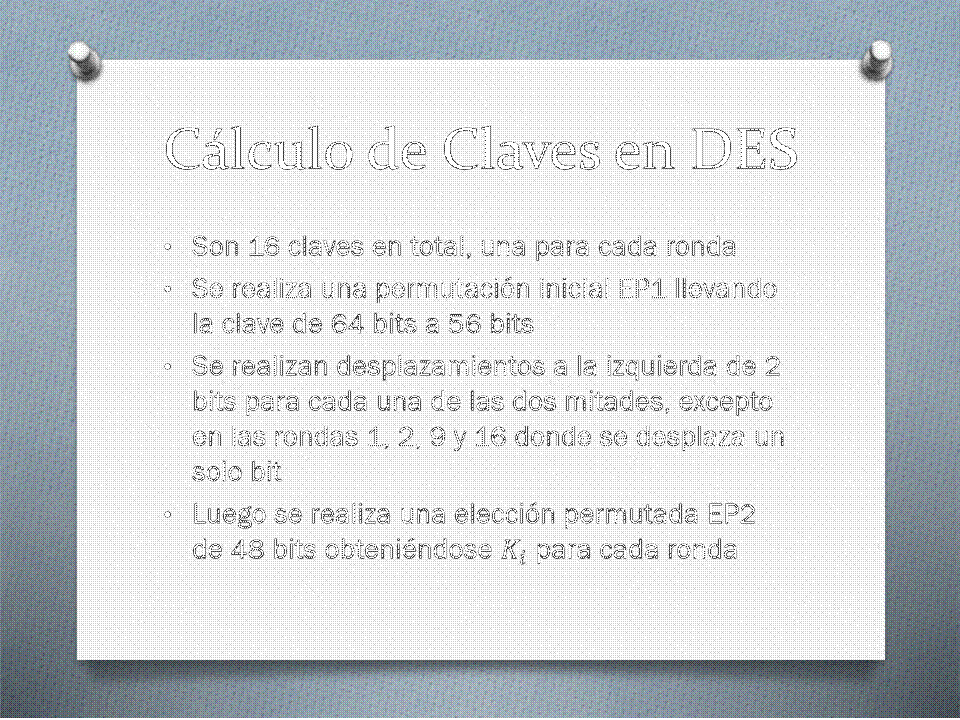 Cálculo de Claves en DES
• Son 16 claves en total, una para cada ronda
• Se realiza una permutación inicial EP1 llevando
la clave de 64 bits a 56 bits
• Se realizan desplazamientos a la izquierda de 2
bits para cada una de las dos mitades, excepto
en las rondas 1, 2, 9 y 16 donde se desplaza un
solo bit
• Luego se realiza una elección permutada EP2
de 48 bits obteniéndose K_i para cada ronda